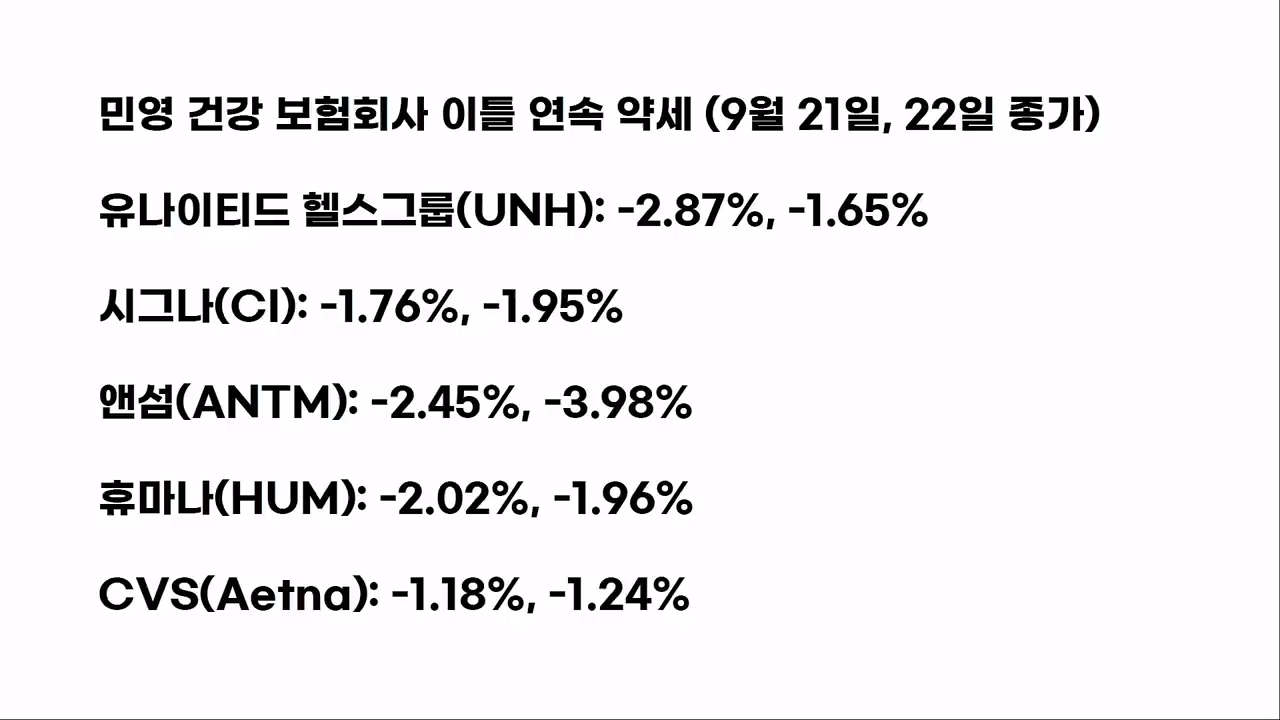 민영 건강 보험회사 이틀 연속 약세 (9월 21일, 22일 종가)
유나이티드 헬스그룹(UNH): -2.87%, -1.65%
시그나(CI): -1.76%, -1.95%
앤섬(ANTM): -2.45%, -3.98%
휴마나(HUM): -2.02%, -1.96%
CVS(Aetna): -1.18%, -1.24%